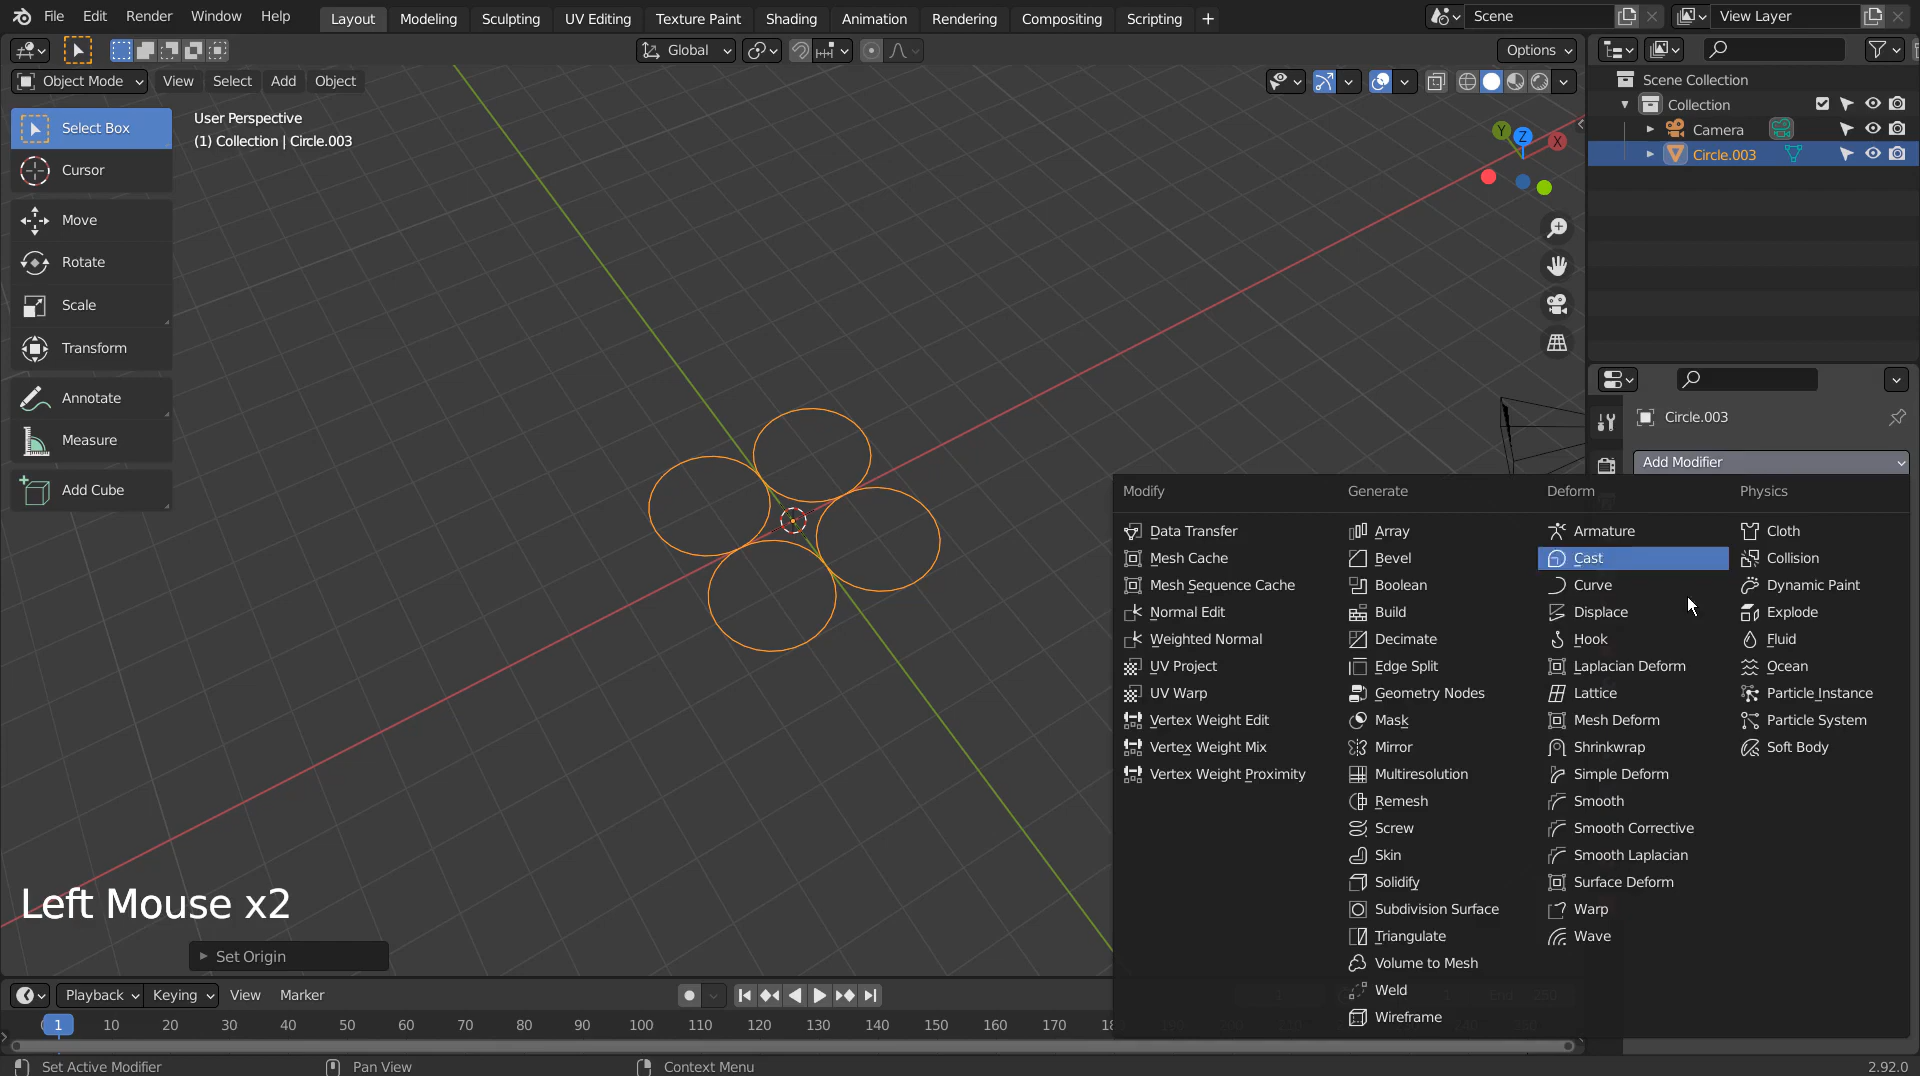 File Edit Render Window Help Layout Modeling Sculpting UV Editing Texture Paint Shading Animation Rendering Compositing Scripting + Scene View Layer
Global Options
Object Mode View Select Add Object
Scene Collection
Collection
Camera
Circle.003
Select Box
Cursor
Move
Rotate
Scale
Transform
Annotate
Measure
Add Cube
User Perspective
(1) Collection | Circle.003
Y Z X
Circle.003
Add Modifier
Modify
Data Transfer
Mesh Cache
Mesh Sequence Cache
Normal Edit
Weighted Normal
UV Project
UV Warp
Vertex Weight Edit
Vertex Weight Mix
Vertex Weight Proximity
Generate
Array
Bevel
Boolean
Build
Decimate
Edge Split
Geometry Nodes
Mask
Mirror
Multiresolution
Remesh
Screw
Skin
Solidify
Subdivision Surface
Triangulate
Volume to Mesh
Weld
Wireframe
Deform
Armature
Cast
Curve
Displace
Hook
Laplacian Deform
Lattice
Mesh Deform
Shrinkwrap
Simple Deform
Smooth
Smooth Corrective
Smooth Laplacian
Surface Deform
Warp
Wave
Physics
Cloth
Collision
Dynamic Paint
Explode
Fluid
Ocean
Particle Instance
Particle System
Soft Body
Left Mouse x2
Set Origin
Playback Keying View Marker
1 10 20 30 40 50 60 70 80 90 100 110 120 130 140 150 160 170
Set Active Modifier Pan View Context Menu 2.92.0